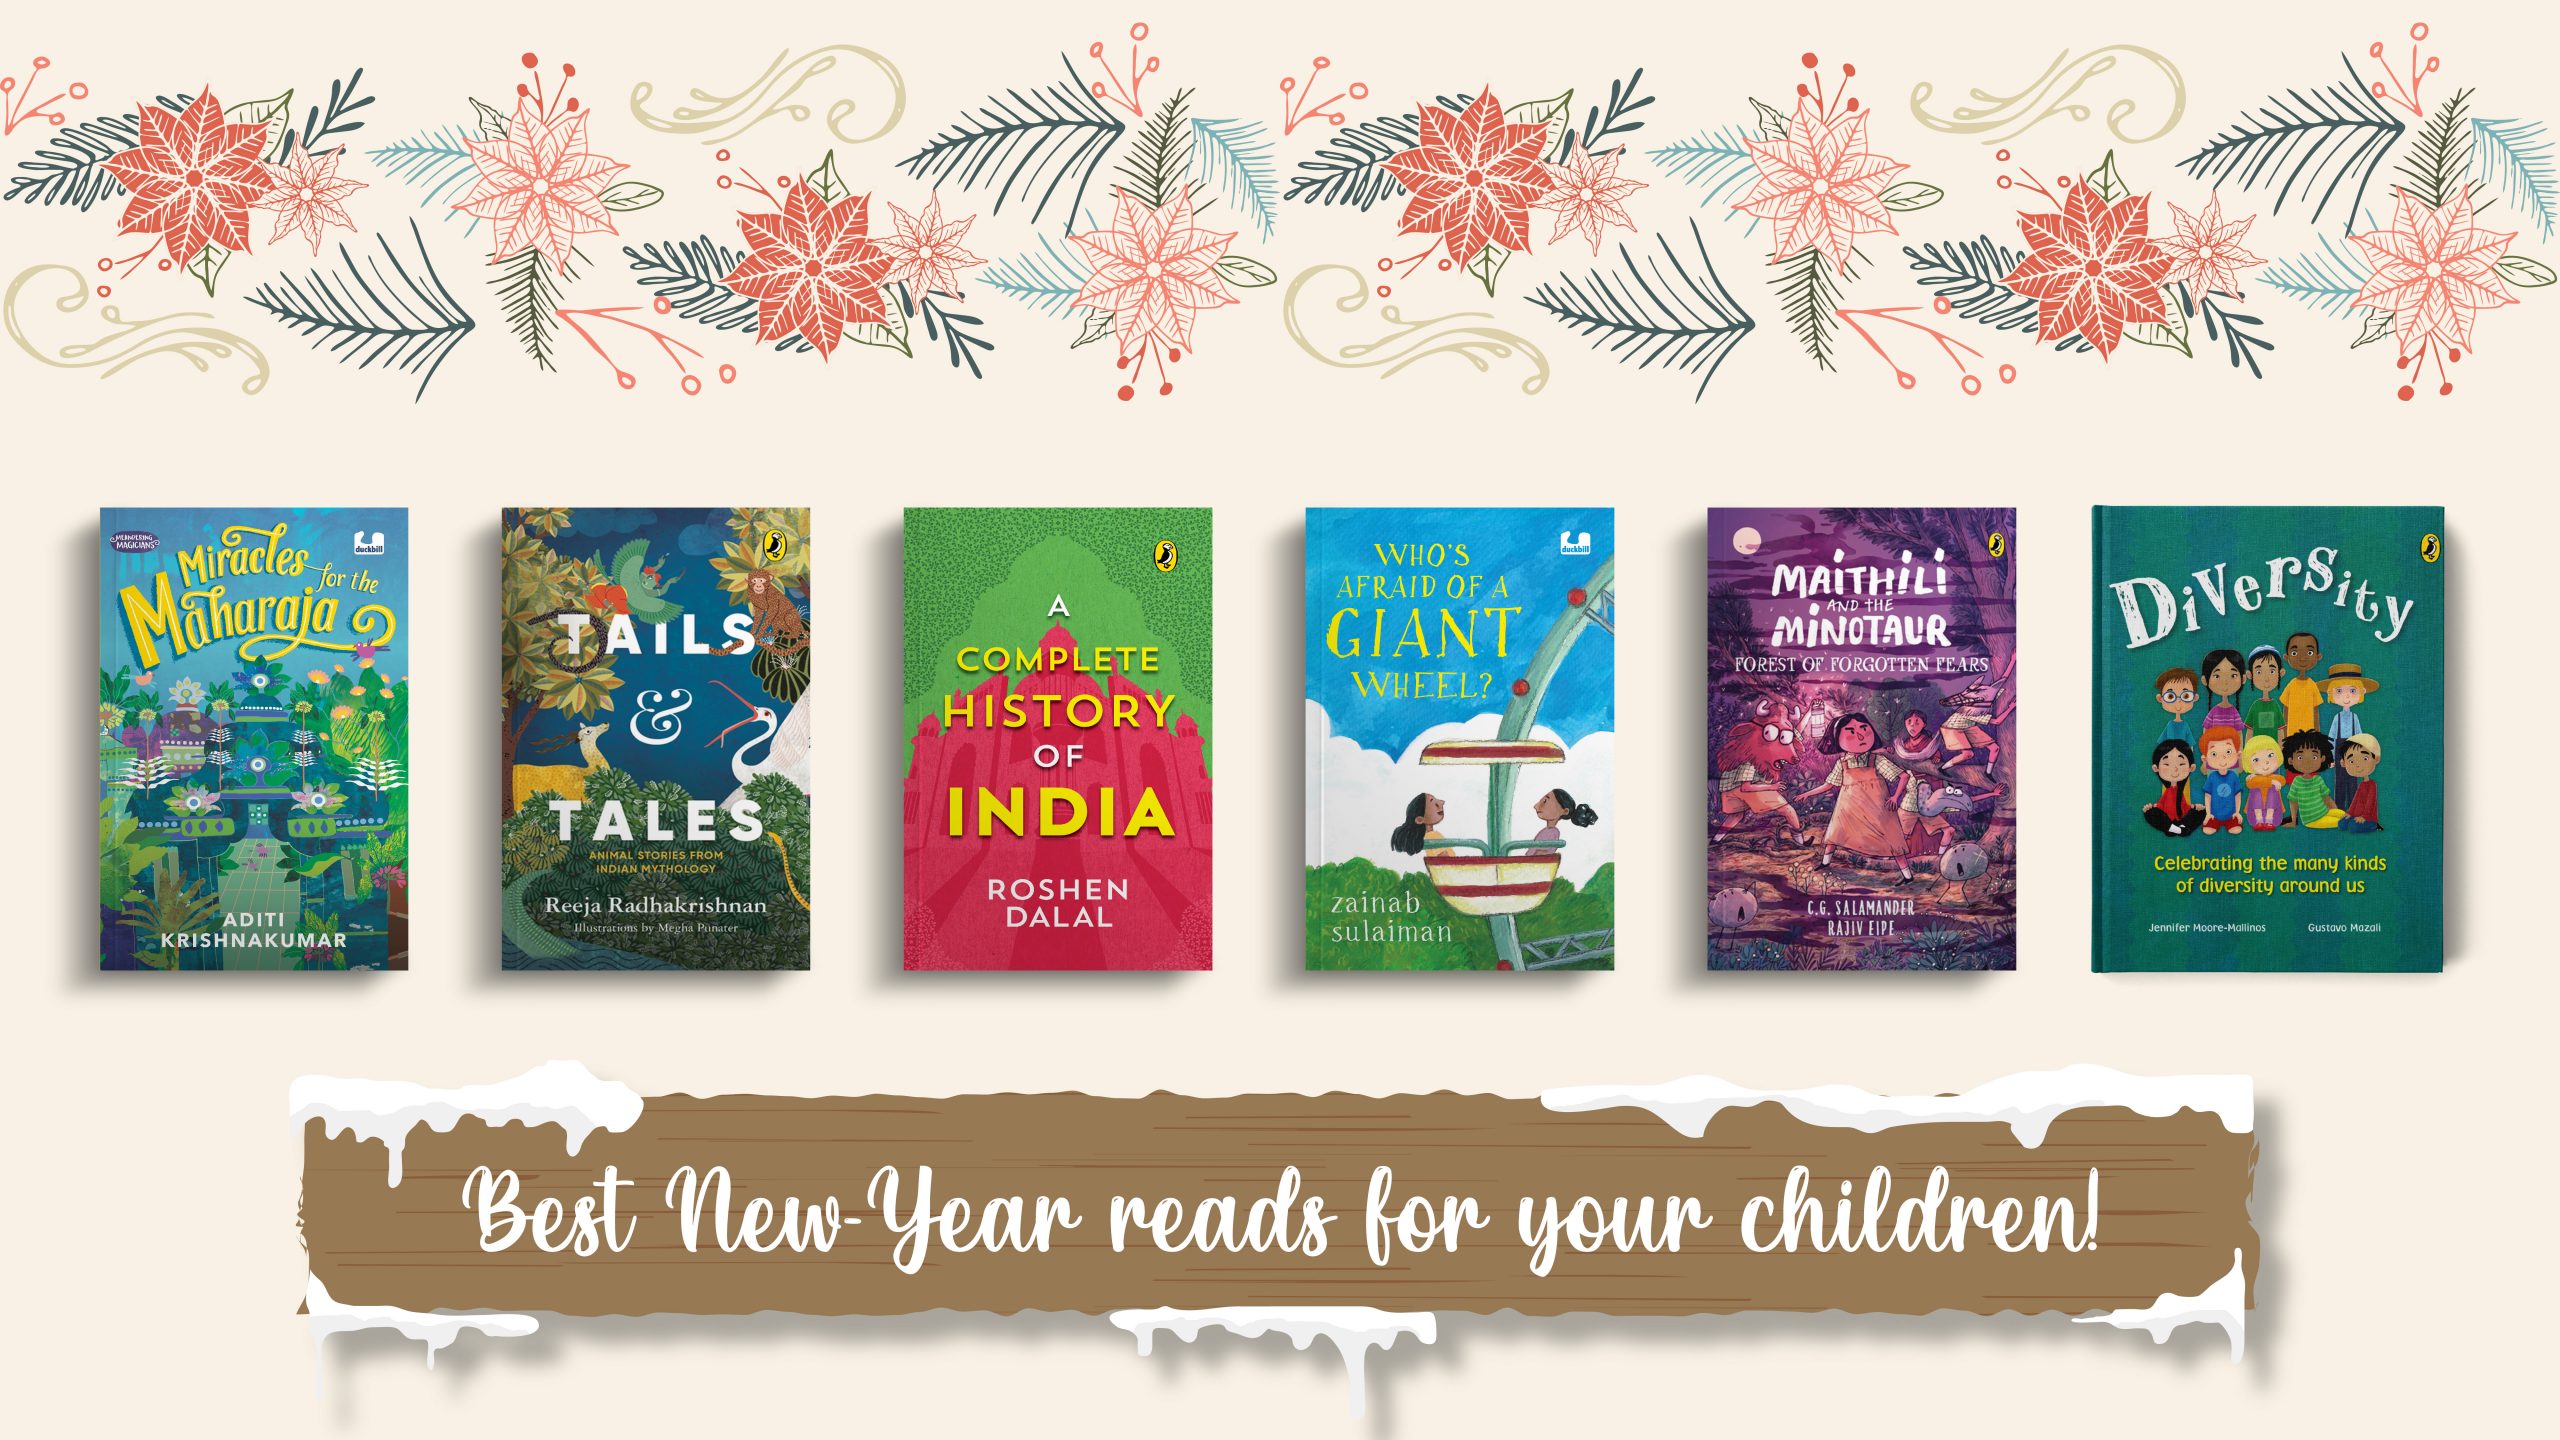 MEANDERING
MAGICIANS
duckbill
Miracles for the
Maharaja
ADITI
KRISHNAKUMAR
TAILS
&
TALES
ANIMAL STORIES FROM
INDIAN MYTHOLOGY
Reeja Radhakrishnan
Illustrations by Megha Punater
A
COMPLETE
HISTORY
OF
INDIA
ROSHEN
DALAL
duckbill
WHO'S
AFRAID OF A
GIANT
WHEEL?
zainab
sulaiman
MAITHILI
AND THE
MINOTAUR
FOREST OF FORGOTTEN FEARS
C.G. SALAMANDER
RAJIV EIPE
Diversity
Celebrating the many kinds
of diversity around us
Jennifer Moore-Mallinos Gustavo Mazali
Best New-Year reads for your children!